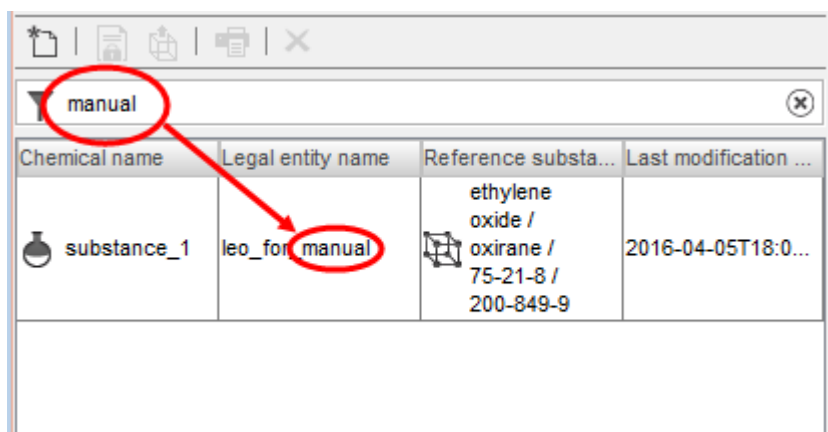 manual
Chemical name Legal entity name Reference substa... Last modification ...
ethylene
oxide /
substance_1 leo_for_manual oxirane / 2016-04-05T18:0...
75-21-8 /
200-849-9